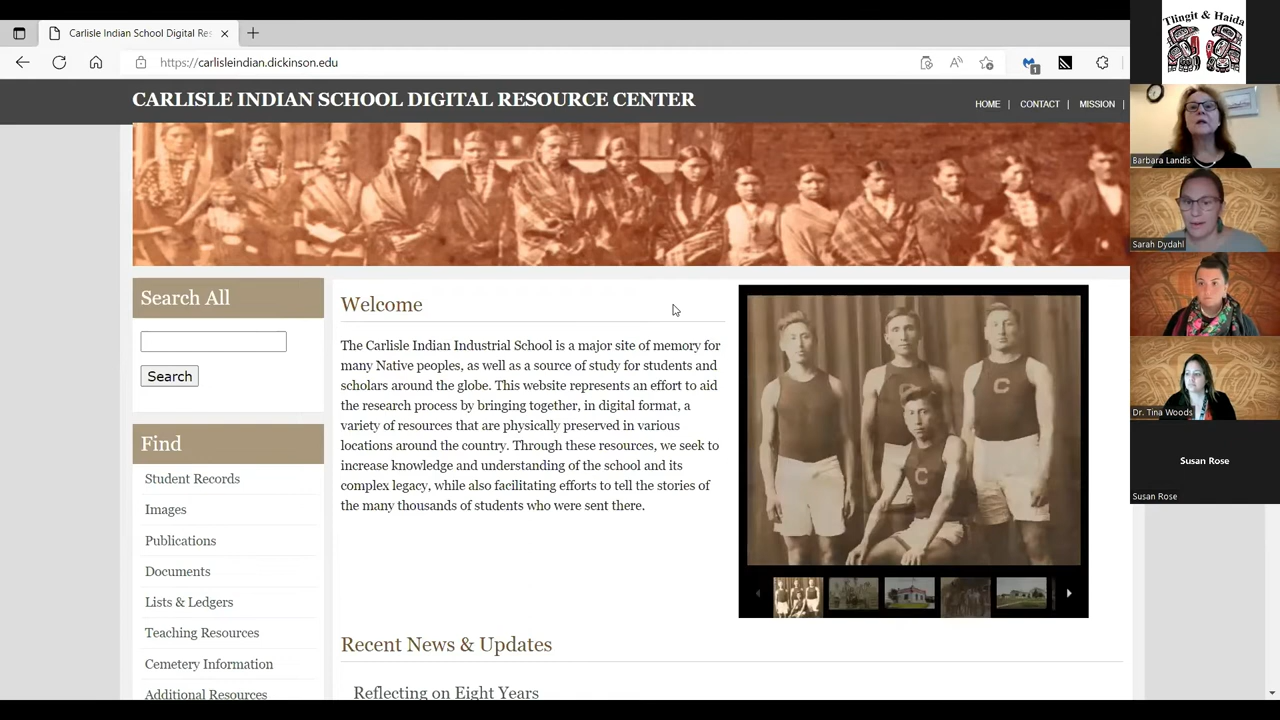 Carlisle Indian School Digital Res
https://carlisleindian.dickinson.edu
1
CARLISLE INDIAN SCHOOL DIGITAL RESOURCE CENTER
HOME | CONTACT | MISSION |
Search All
Search
Find
Student Records
Images
Publications
Documents
Lists & Ledgers
Teaching Resources
Cemetery Information
Additional Resources
Welcome
The Carlisle Indian Industrial School is a major site of memory for
many Native peoples, as well as a source of study for students and
scholars around the globe. This website represents an effort to aid
the research process by bringing together, in digital format, a
variety of resources that are physically preserved in various
locations around the country. Through these resources, we seek to
increase knowledge and understanding of the school and its
complex legacy, while also facilitating efforts to tell the stories of
the many thousands of students who were sent there.
C
C
C
Recent News & Updates
Reflecting on Eight Years
Tlingit & Haida
Barbara Landis
Sarah Dydahl
Dr. Tina Woods
Susan Rose
Susan Rose